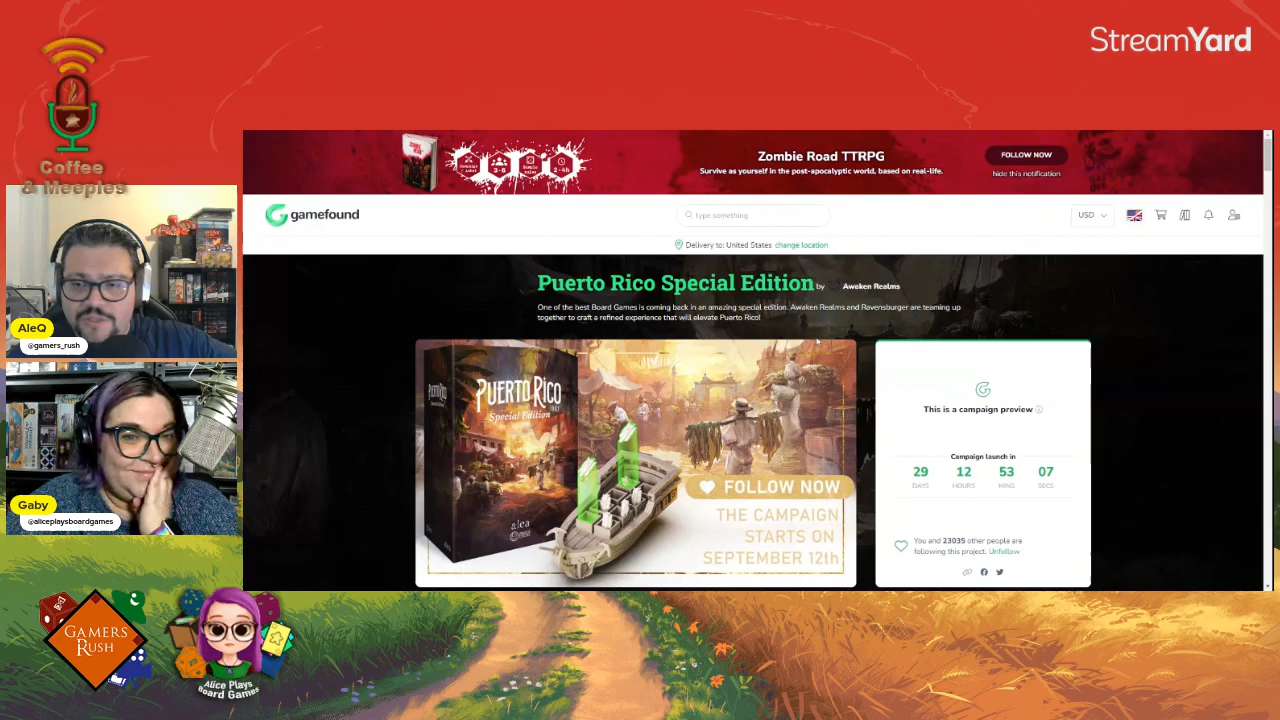 StreamYard
Coffee
& Meeples
Zombie Road TTRPG
Survive as yourself in the post-apocalyptic world, based on real-life.
FOLLOW NOW
hide this notification
gamefound
type something
USD
Delivery to: United States change location
Puerto Rico Special Edition by Awaken Realms
One of the best Board Games is coming back in an amazing special edition. Awaken Realms and Ravensburger are teaming up
together to craft a refined experience that will elevate Puerto Rico!
PUERTO RICO
Special Edition
alea
FOLLOW NOW
THE CAMPAIGN
STARTS ON
SEPTEMBER 12th
This is a campaign preview
Campaign launch in
29 12 53 07
DAYS HOURS MINS SECS
You and 23035 other people are
following this project. Unfollow
AleQ
@gamers_rush
Gaby
@aliceplaysboardgames
GAMERS
RUSH
Alice Plays
Board Games